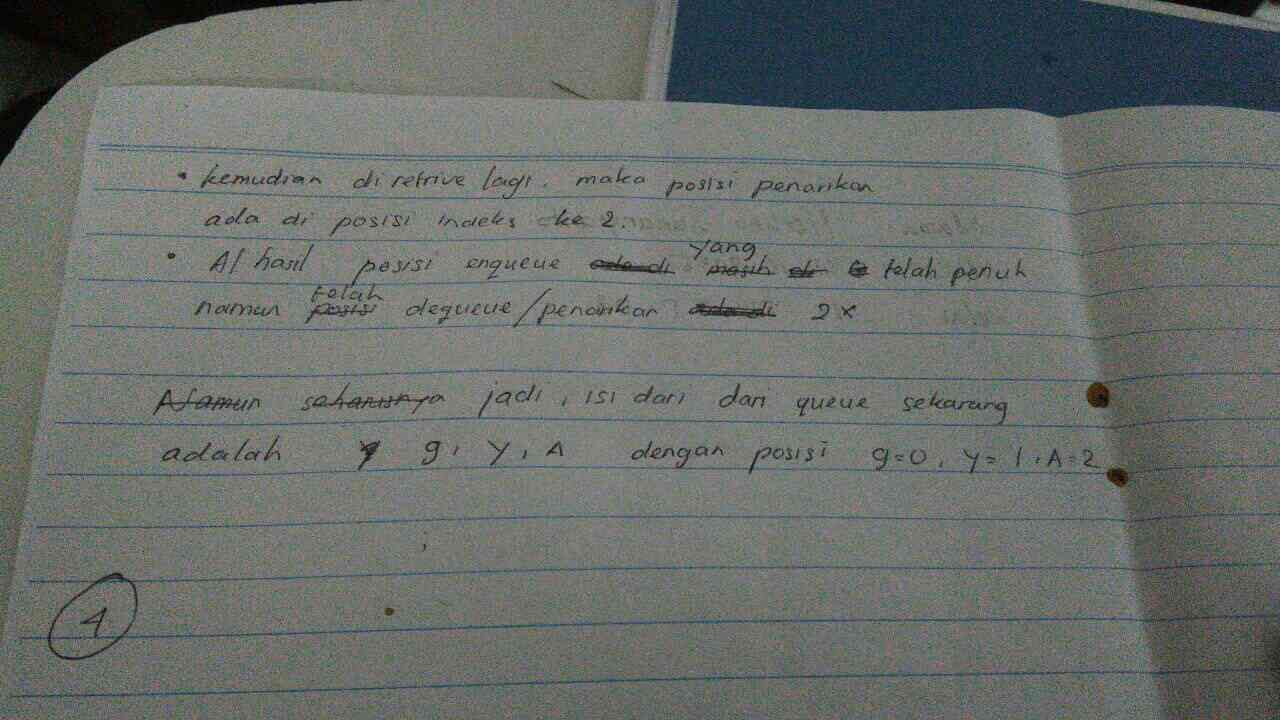 • kemudian di retrive lagi. maka posisi penarikan
ada di posisi indeks ke 2.
• Al hasil posisi enqueue yang telah penuh
namun telah dequeue/penarikan 2x
jadi, isi dari dari queue sekarang
adalah g, y, A dengan posisi g=0, y=1, A=2
4